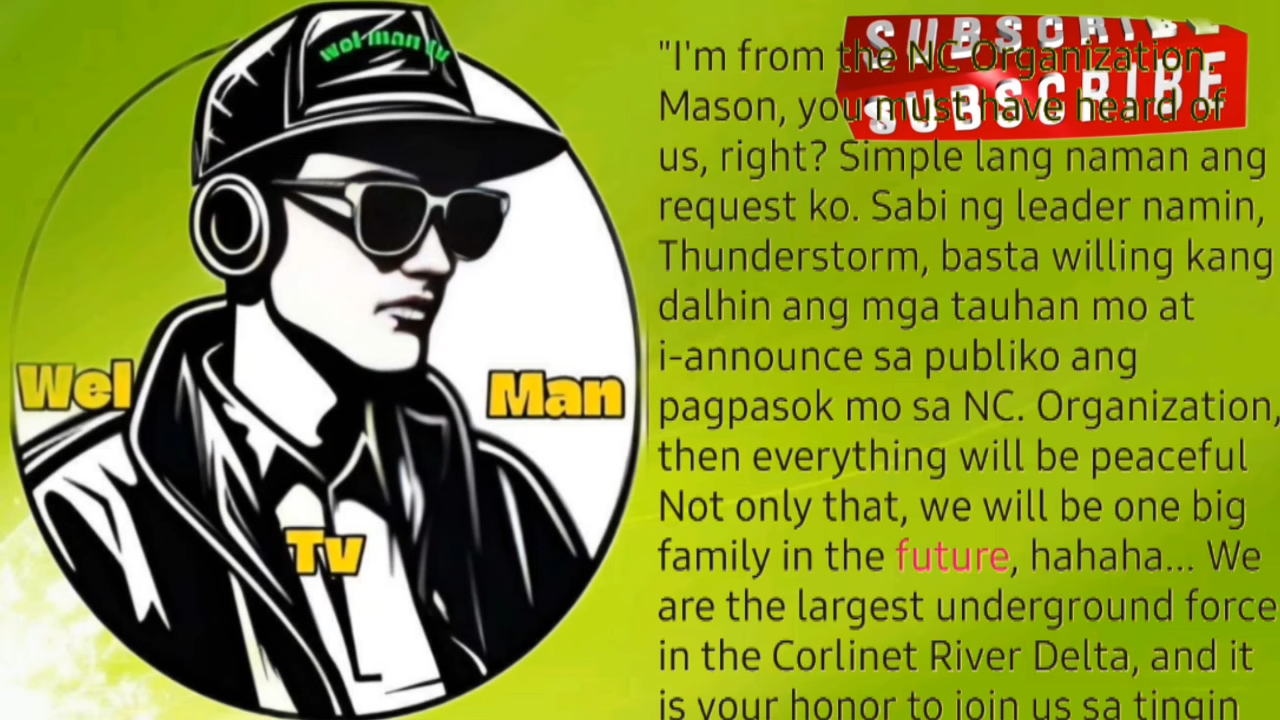 wel man tv
Wel
Man
Tv
SUBSCRIBE
SUBSCRIBE
"I'm from the NC Organization.
Mason, you must have heard of
us, right? Simple lang naman ang
request ko. Sabi ng leader namin,
Thunderstorm, basta willing kang
dalhin ang mga tauhan mo at
i-announce sa publiko ang
pagpasok mo sa NC. Organization,
then everything will be peaceful
Not only that, we will be one big
family in the future, hahaha... We
are the largest underground force
in the Corlinet River Delta, and it
is your honor to join us sa tingin